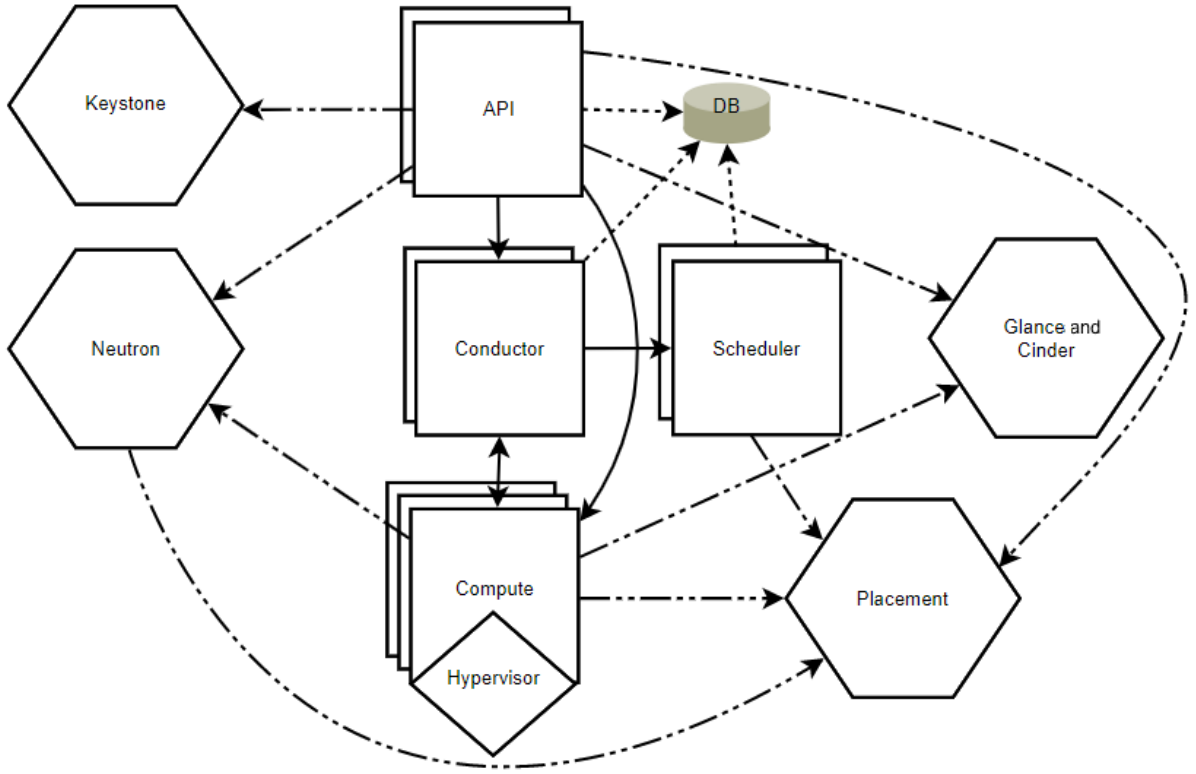 Keystone
API
DB
Neutron
Conductor
Scheduler
Glance and
Cinder
Compute
Hypervisor
Placement